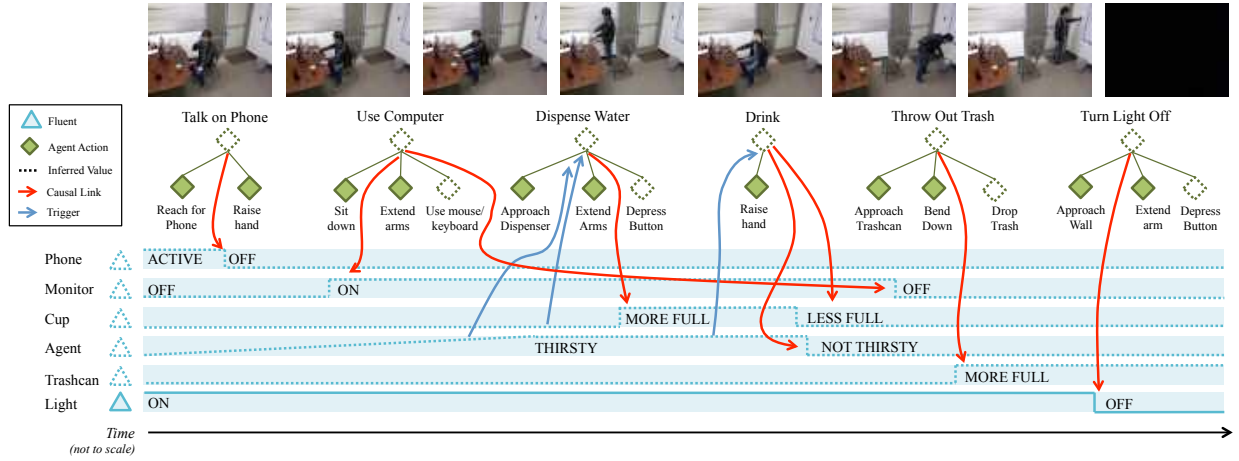 Talk on Phone
Use Computer
Dispense Water
Drink
Throw Out Trash
Turn Light Off
Fluent
Agent Action
Inferred Value
Causal Link
Trigger
Reach for
Phone
Raise
hand
Sit
down
Extend
arms
Use mouse/
keyboard
Approach
Dispenser
Extend
Arms
Depress
Button
Raise
hand
Approach
Trashcan
Bend
Down
Drop
Trash
Approach
Wall
Extend
arm
Depress
Button
Phone
ACTIVE
OFF
Monitor
OFF
ON
OFF
Cup
MORE FULL
LESS FULL
Agent
THIRSTY
NOT THIRSTY
Trashcan
MORE FULL
Light
ON
OFF
Time
(not to scale)